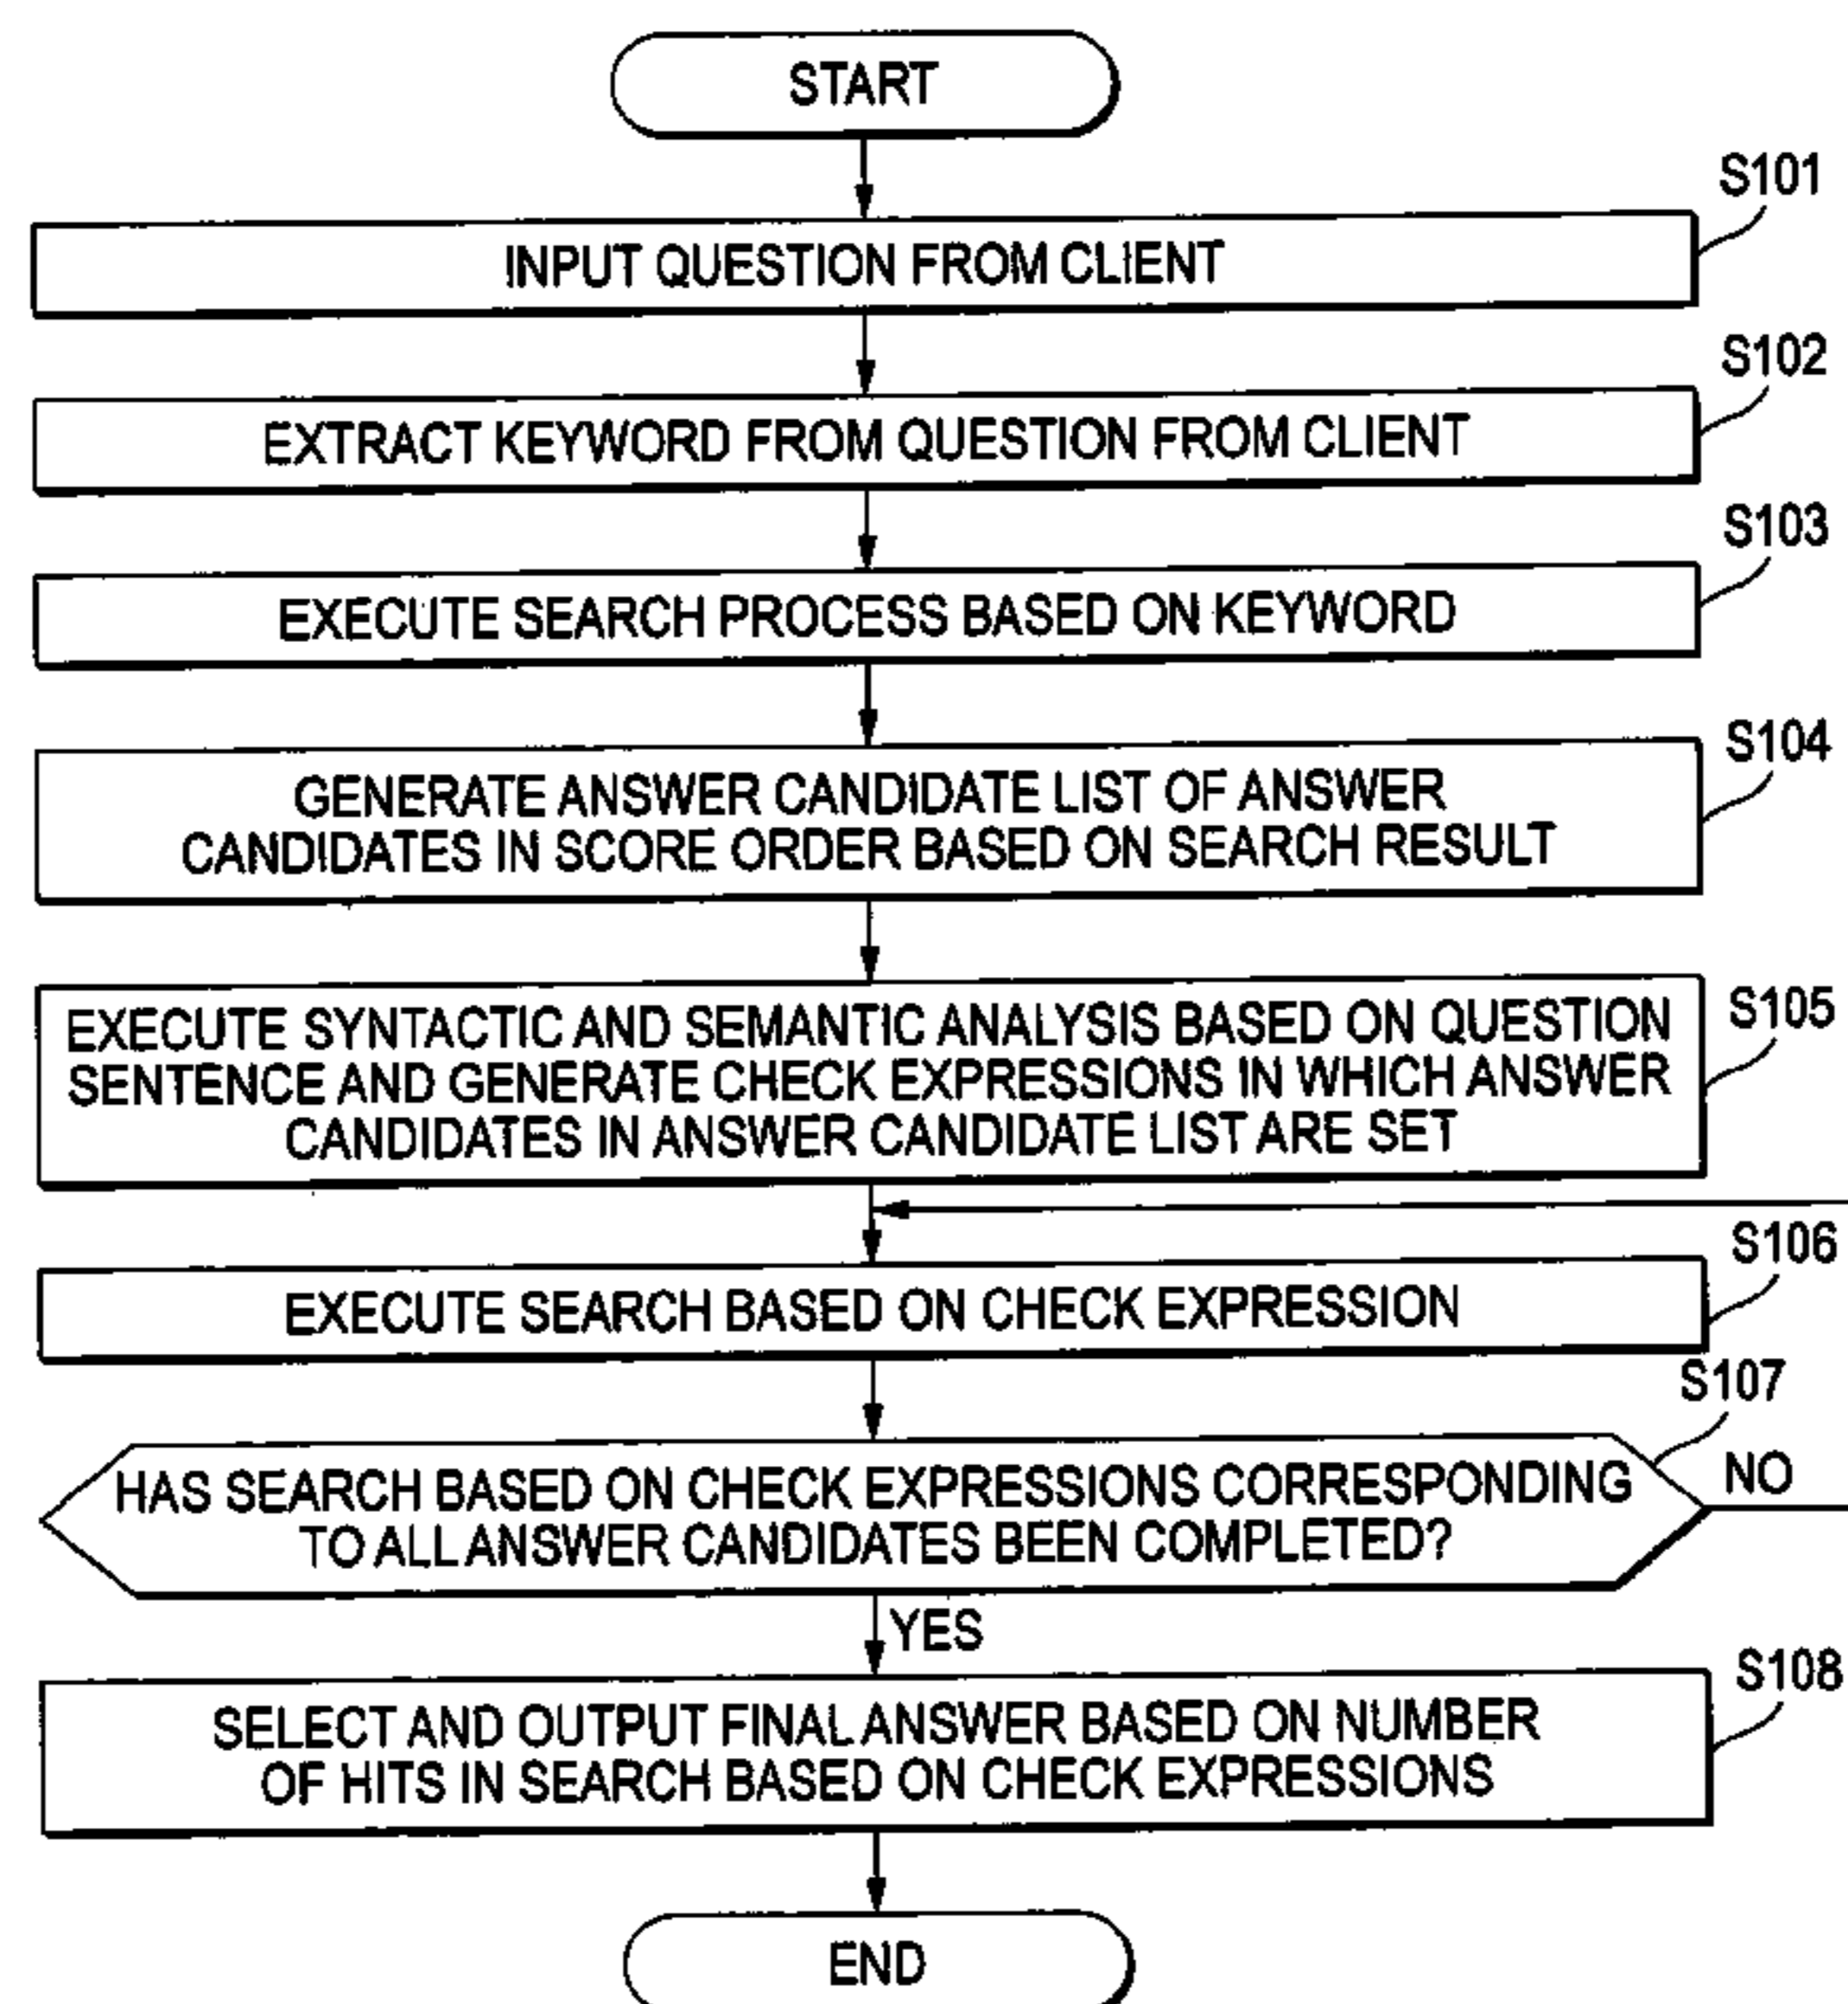 START
S101
INPUT QUESTION FROM CLIENT
S102
EXTRACT KEYWORD FROM QUESTION FROM CLIENT
S103
EXECUTE SEARCH PROCESS BASED ON KEYWORD
S104
GENERATE ANSWER CANDIDATE LIST OF ANSWER
CANDIDATES IN SCORE ORDER BASED ON SEARCH RESULT
S105
EXECUTE SYNTACTIC AND SEMANTIC ANALYSIS BASED ON QUESTION
SENTENCE AND GENERATE CHECK EXPRESSIONS IN WHICH ANSWER
CANDIDATES IN ANSWER CANDIDATE LIST ARE SET
S106
EXECUTE SEARCH BASED ON CHECK EXPRESSION
S107
HAS SEARCH BASED ON CHECK EXPRESSIONS CORRESPONDING
TO ALL ANSWER CANDIDATES BEEN COMPLETED?
NO
YES
S108
SELECT AND OUTPUT FINAL ANSWER BASED ON NUMBER
OF HITS IN SEARCH BASED ON CHECK EXPRESSIONS
END